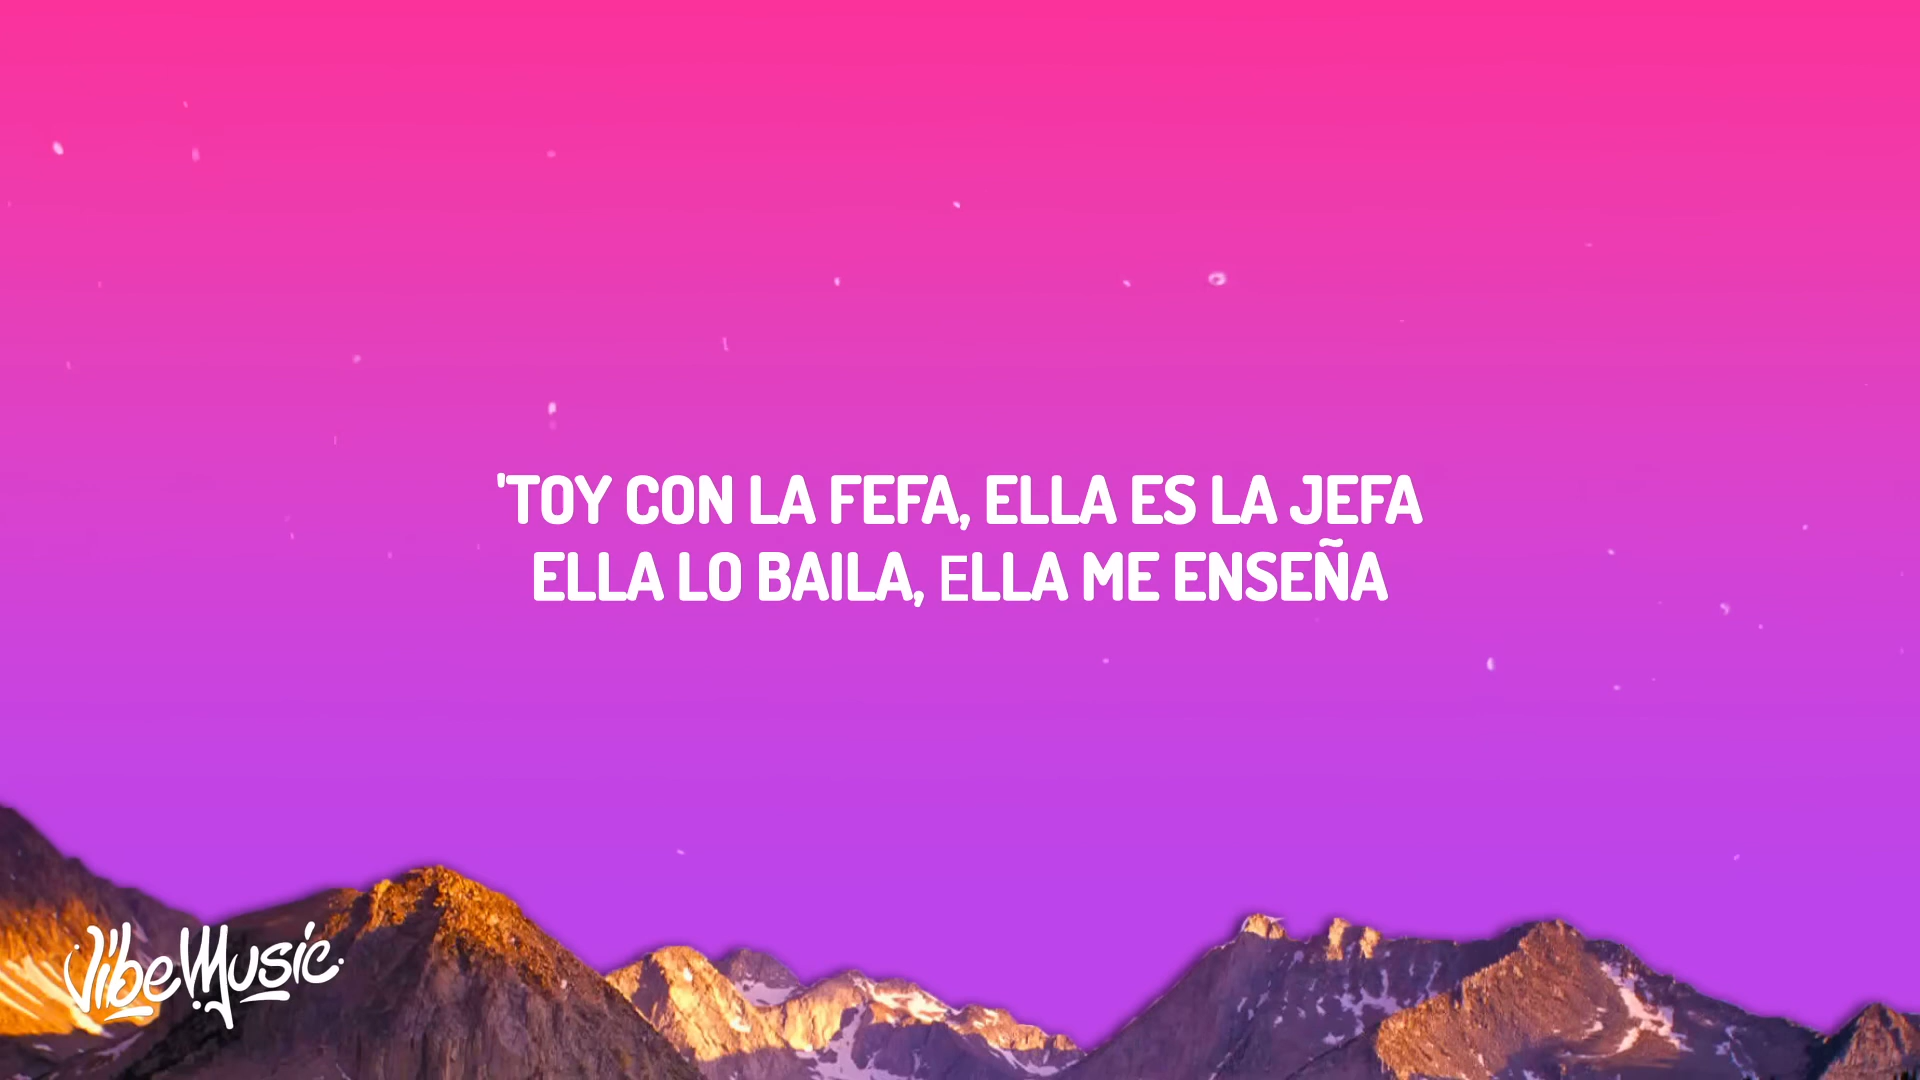 'TOY CON LA FEFA, ELLA ES LA JEFA
ELLA LO BAILA, ELLA ME ENSEÑA
VibeMusic